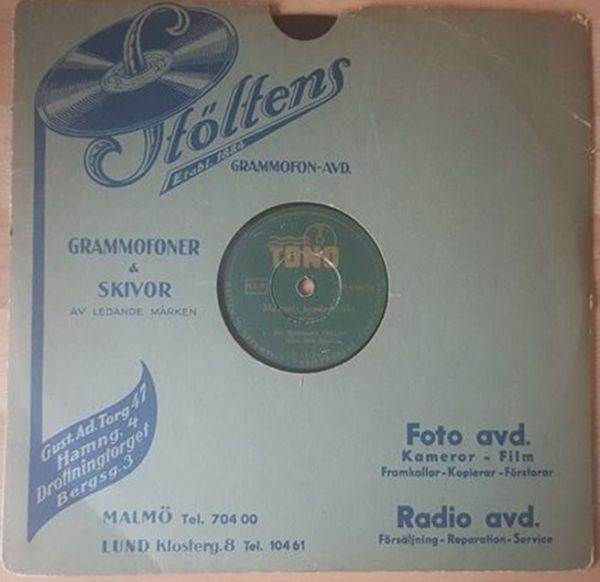 Stöltens
Etabl. 1884
GRAMMOFON-AVD.
GRAMMOFONER
&
SKIVOR
AV LEDANDE MÄRKEN
TONO
Gust. Ad. Torg 47
Hamng. 4
Drottningtorget
Bergsg. 3
MALMÖ Tel. 704 00
LUND Klosterg. 8 Tel. 104 61
Foto avd.
Kameror - Film
Framkallar - Kopierar - Förstorar
Radio avd.
Försäljning - Reparation - Service